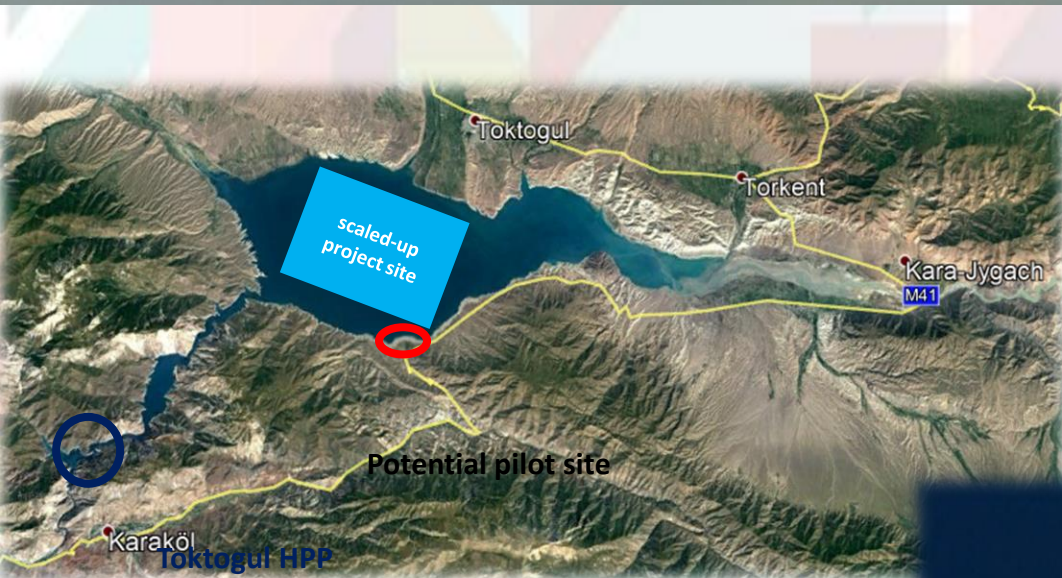 Toktogul
Torkent
scaled-up
project site
Kara-Jygach
M41
Potential pilot site
Karaköl
Toktogul HPP